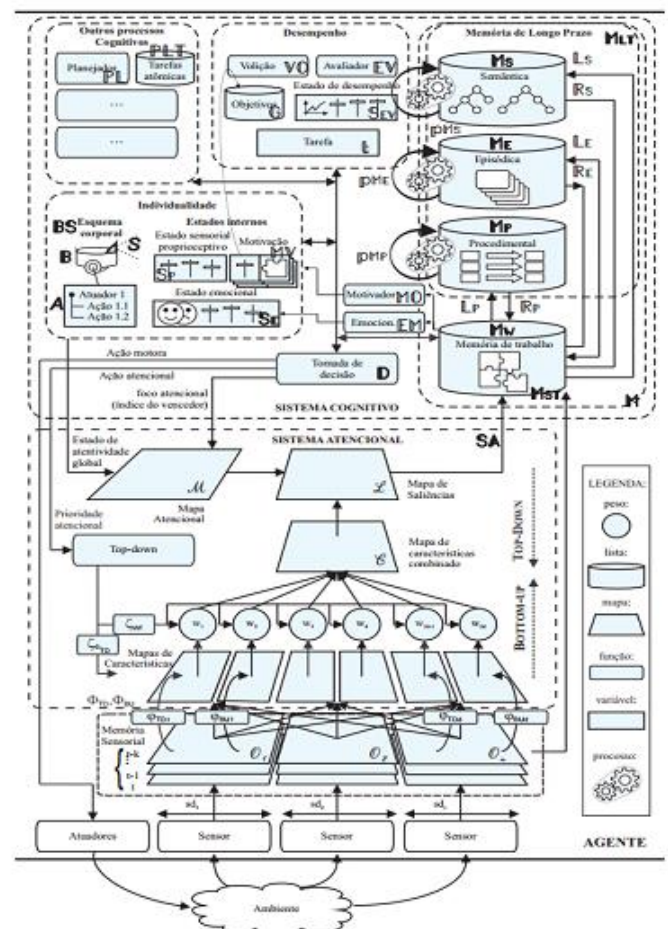 Outros processos
Cognitivos
Planejador
PL
PLT
Tarefas
atômicas
...
...
Desempenho
Volição
VO
Avaliador
EV
Objetivos
G
Estado de desempenho
SEV
Tarefa
t
Memória de Longo Prazo
MLT
MS
Semântica
LS
RS
pMS
ME
Episódica
LE
RE
pME
MP
Procedimental
pMP
LP
RP
MW
Memória de trabalho
MST
M
Individualidade
BS
Esquema
corporal
S
B
A
Atuador 1
Ação 1.1
Ação 1.2
Estados internos
Estado sensorial
proprioceptivo
SP
Motivação
MV
Estado emocional
SE
Motivador
MO
Emocion.
EM
Ação motora
Ação atencional
Tomada de
decisão
D
foco atencional
(índice do vencedor)
SISTEMA COGNITIVO
SISTEMA ATENCIONAL
SA
Estado de
atentividade
global
M
Mapa
Atencional
L
Mapa de
Saliências
Prioridade
atencional
Top-down
C
Mapa de
características
combinado
TOP-DOWN
BOTTOM-UP
w1
w2
Mapas de
Características
ΦTD, ΦBU
Memória
Sensorial
t-1
t
Atuadores
Sensor
Sensor
Sensor
AGENTE
Ambiente
LEGENDA:
peso:
lista:
mapa:
função:
variável:
processo: